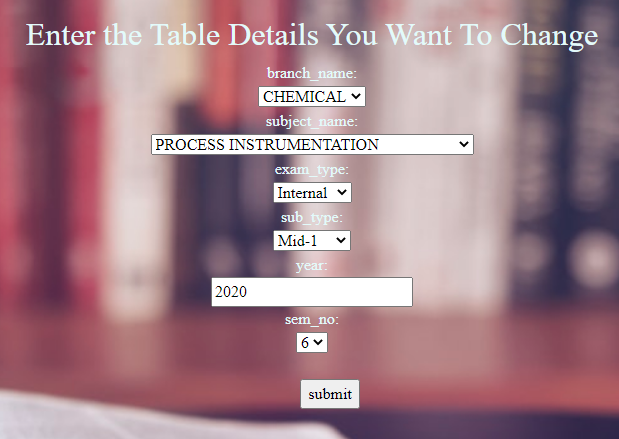 Enter the Table Details You Want To Change
branch_name:
CHEMICAL
subject_name:
PROCESS INSTRUMENTATION
exam_type:
Internal
sub_type:
Mid-1
year:
2020
sem_no:
6
submit